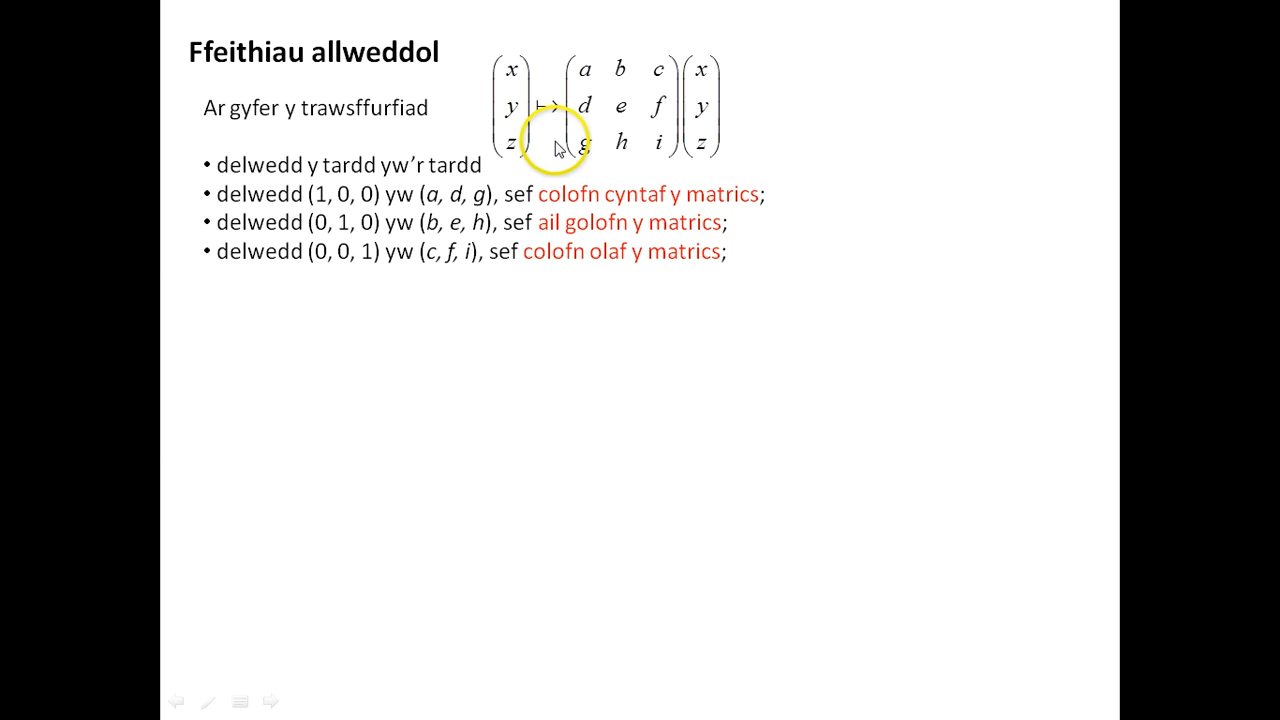 Ffeithiau allweddol
Ar gyfer y trawsffurfiad
(x y z) ↦ (a b c
d e f
g h i) (x y z)
• delwedd y tardd yw’r tardd
• delwedd (1, 0, 0) yw (a, d, g), sef colofn cyntaf y matrics;
• delwedd (0, 1, 0) yw (b, e, h), sef ail golofn y matrics;
• delwedd (0, 0, 1) yw (c, f, i), sef colofn olaf y matrics;